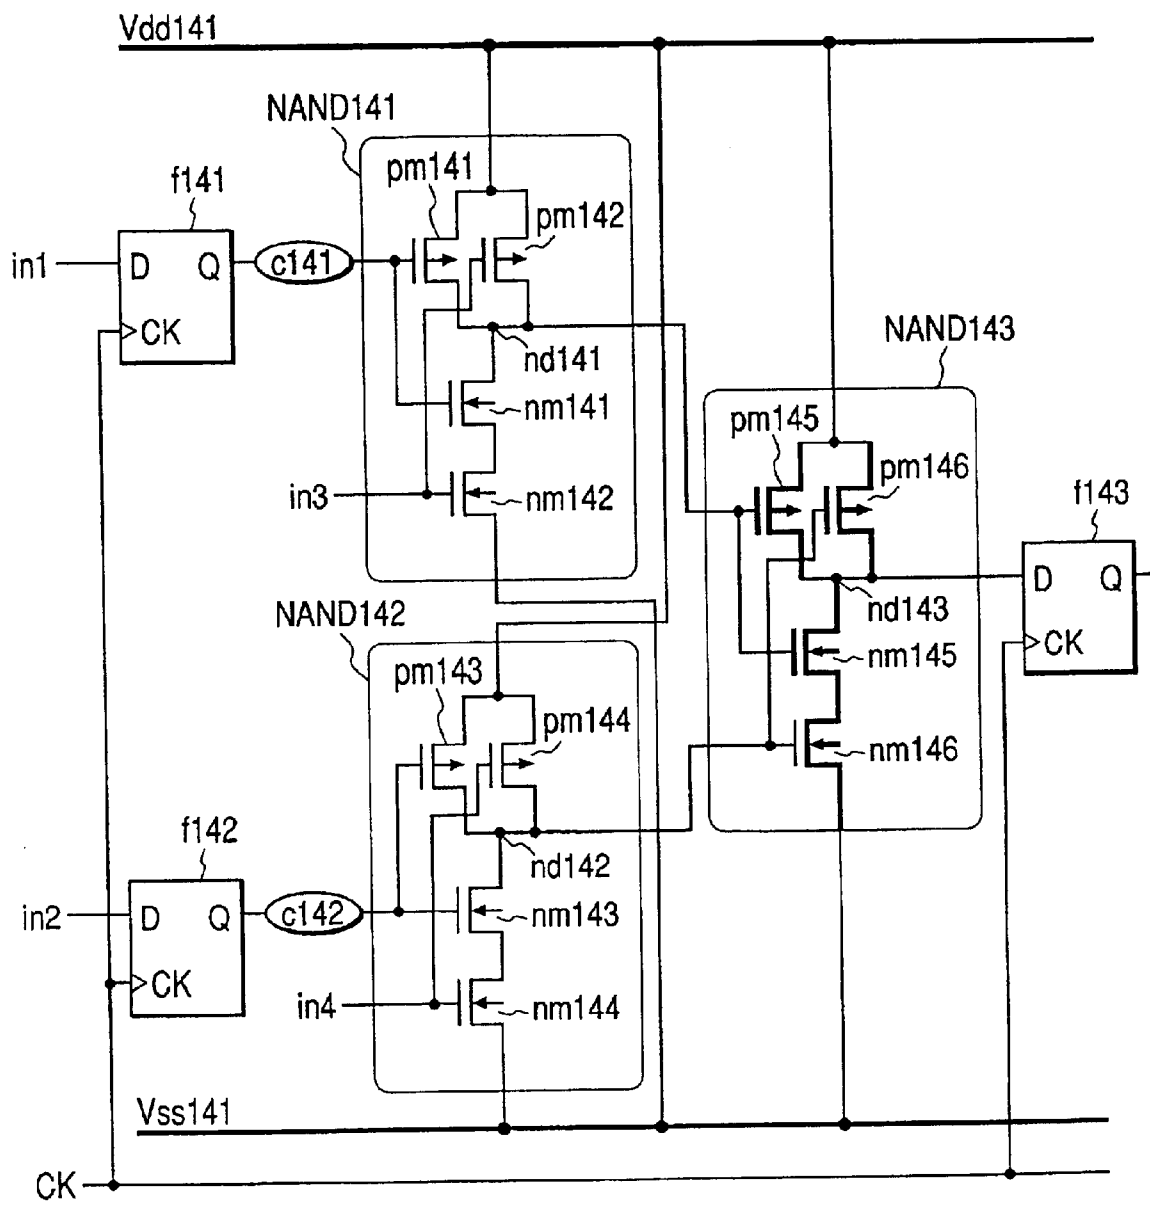 Vdd141
NAND141
pm141
f141
pm142
in1
D
Q
c141
CK
nd141
NAND143
nm141
pm145
pm146
in3
nm142
f143
D
Q
NAND142
nd143
CK
nm145
pm143
pm144
nm146
f142
nd142
in2
D
Q
c142
nm143
CK
in4
nm144
Vss141
CK